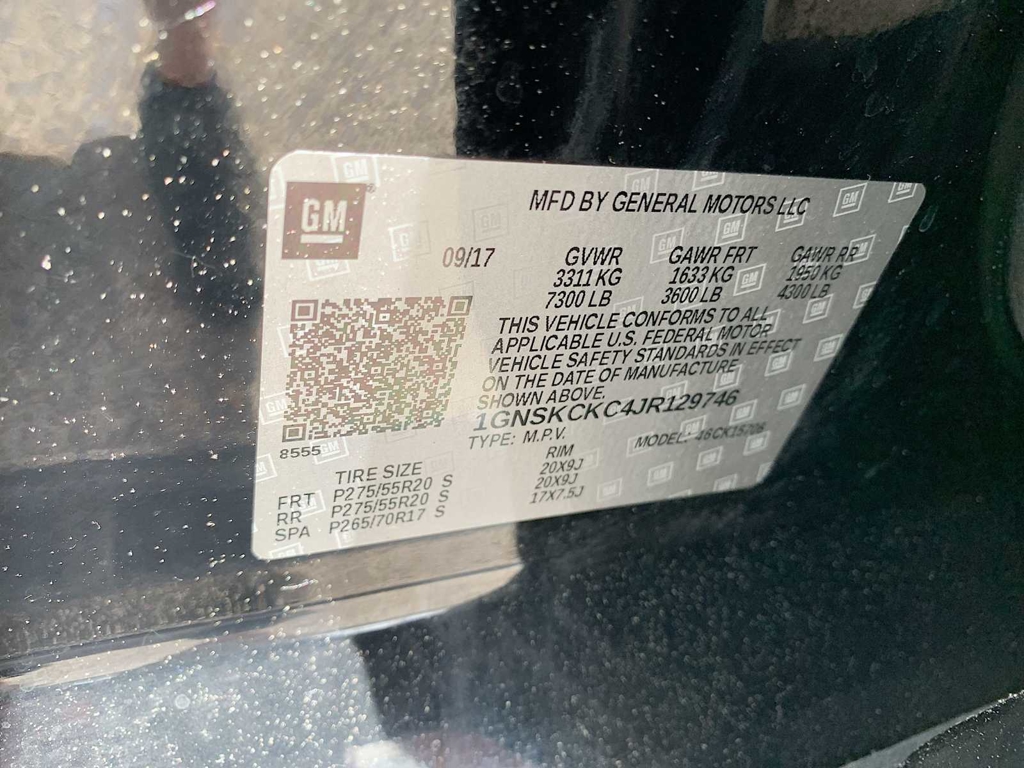 GM
MFD BY GENERAL MOTORS LLC
09/17 GVWR GAWR FRT GAWR RR
3311 KG 1633 KG 1950 KG
7300 LB 3600 LB 4300 LB
THIS VEHICLE CONFORMS TO ALL
APPLICABLE U.S. FEDERAL MOTOR
VEHICLE SAFETY STANDARDS IN EFFECT
ON THE DATE OF MANUFACTURE
SHOWN ABOVE.
1GNSKCKC4JR129746
8555
TYPE: M.P.V. MODEL: 46CK15706
TIRE SIZE RIM
FRT P275/55R20 S 20X9J
RR P275/55R20 S 20X9J
SPA P265/70R17 S 17X7.5J